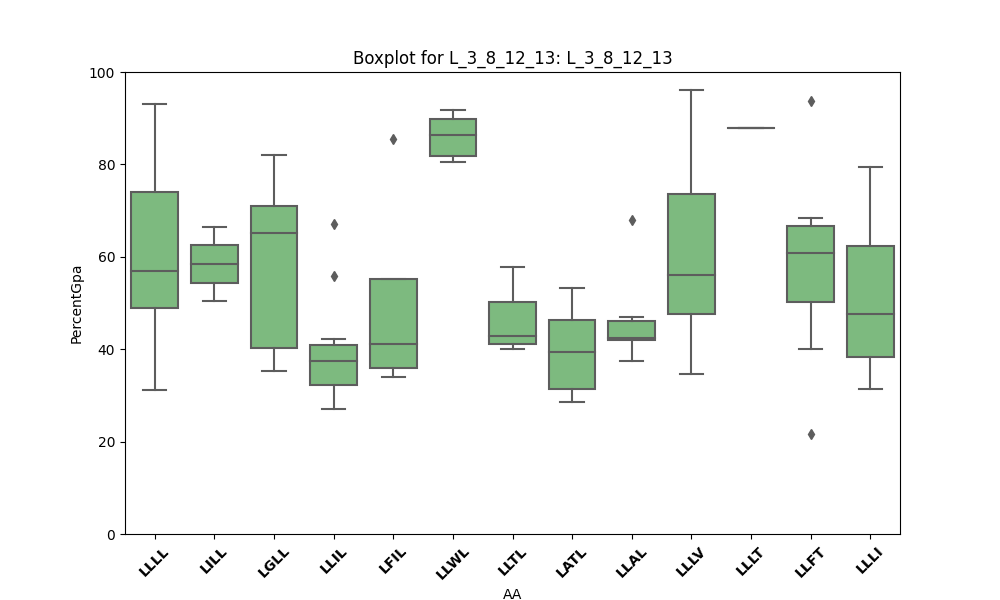 Boxplot for L_3_8_12_13: L_3_8_12_13
100
80
60
40
20
0
PercentGpa
LLLL LILL LGLL LLIL LFIL LLWL LLTL LATL LLAL LLLV LLLT LLFT LLLI
AA